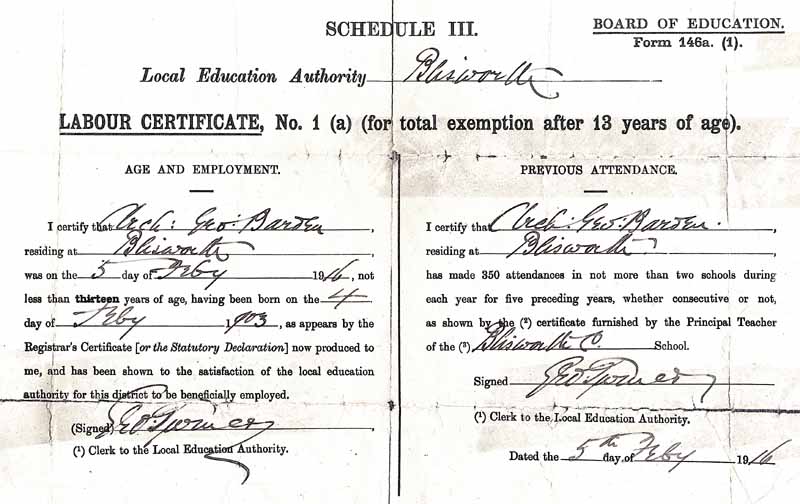 SCHEDULE III.
BOARD OF EDUCATION.
Form 146a. (1).
Local Education Authority Blisworth
LABOUR CERTIFICATE, No. 1 (a) (for total exemption after 13 years of age).
AGE AND EMPLOYMENT.
I certify that Arch: Geo: Barden,
residing at Blisworth,
was on the 5 day of Feby 1916, not
less than thirteen years of age, having been born on the 4
day of Feby 1903, as appears by the
Registrar's Certificate [or the Statutory Declaration] now produced to
me, and has been shown to the satisfaction of the local education
authority for this district to be beneficially employed.
(Signed) Geo:
(¹) Clerk to the Local Education Authority.
PREVIOUS ATTENDANCE.
I certify that Arch: Geo: Barden,
residing at Blisworth,
has made 350 attendances in not more than two schools during
each year for five preceding years, whether consecutive or not,
as shown by the (²) certificate furnished by the Principal Teacher
of the (³) Blisworth C. School.
Signed Geo
(¹) Clerk to the Local Education Authority.
Dated the 5th day of Feby 1916